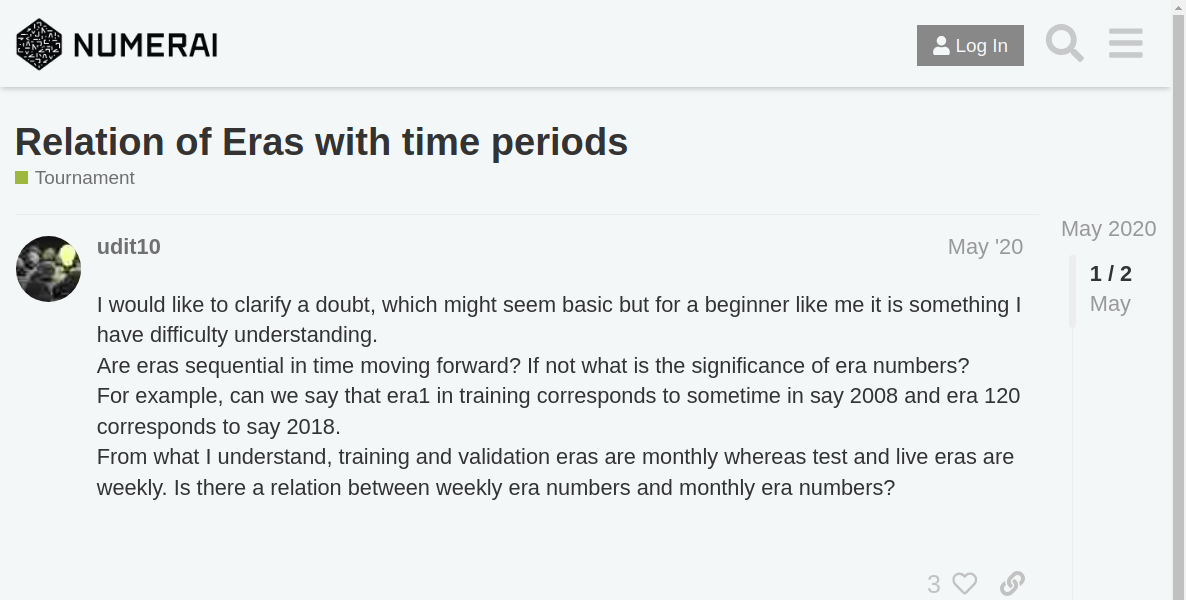 NUMERAI
Log In
Relation of Eras with time periods
Tournament
udit10
May '20
I would like to clarify a doubt, which might seem basic but for a beginner like me it is something I
have difficulty understanding.
Are eras sequential in time moving forward? If not what is the significance of era numbers?
For example, can we say that era1 in training corresponds to sometime in say 2008 and era 120
corresponds to say 2018.
From what I understand, training and validation eras are monthly whereas test and live eras are
weekly. Is there a relation between weekly era numbers and monthly era numbers?
3
May 2020
1 / 2
May